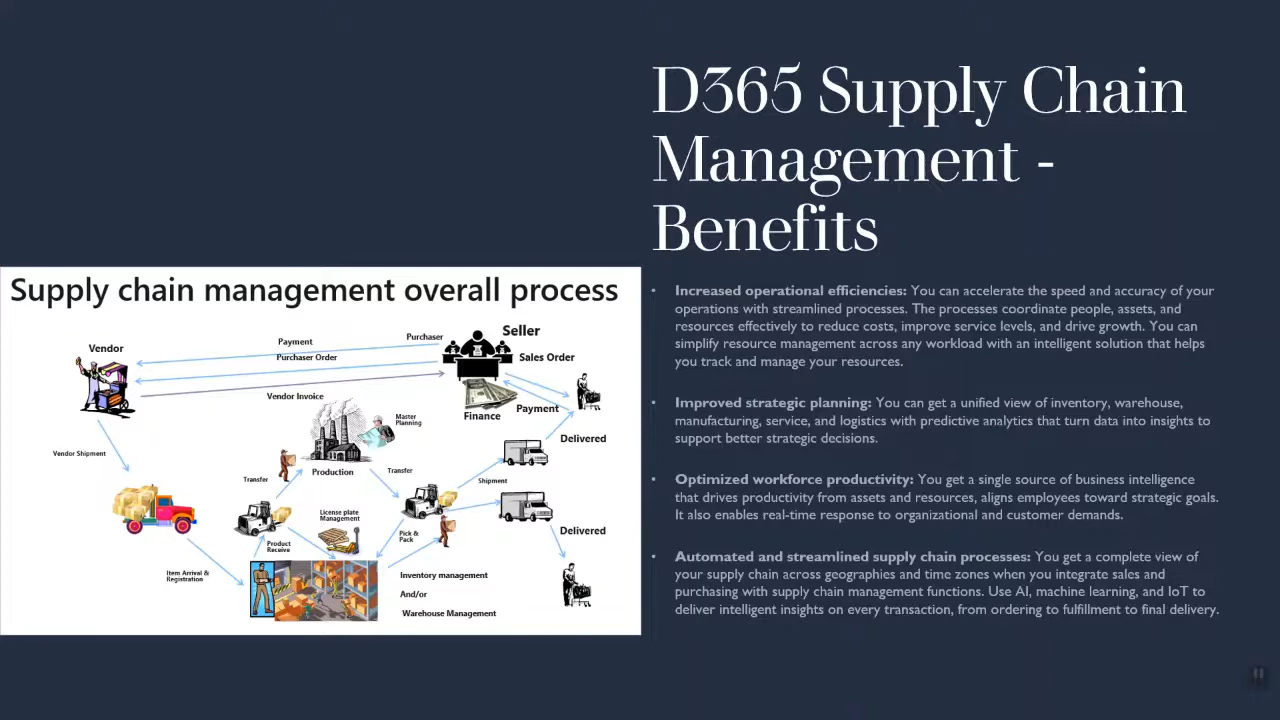 D365 Supply Chain
Management -
Benefits
Supply chain management overall process
Vendor
Payment
Purchaser
Seller
Purchaser Order
Sales Order
Vendor Invoice
Finance
Payment
Master
Planning
Delivered
Vendor Shipment
Production
Transfer
Transfer
Shipment
License plate
Management
Product
Receive
Pick &
Pack
Delivered
Item Arrival &
Registration
Inventory management
And/or
Warehouse Management
• Increased operational efficiencies: You can accelerate the speed and accuracy of your
operations with streamlined processes. The processes coordinate people, assets, and
resources effectively to reduce costs, improve service levels, and drive growth. You can
simplify resource management across any workload with an intelligent solution that helps
you track and manage your resources.
• Improved strategic planning: You can get a unified view of inventory, warehouse,
manufacturing, service, and logistics with predictive analytics that turn data into insights to
support better strategic decisions.
• Optimized workforce productivity: You get a single source of business intelligence
that drives productivity from assets and resources, aligns employees toward strategic goals.
It also enables real-time response to organizational and customer demands.
• Automated and streamlined supply chain processes: You get a complete view of
your supply chain across geographies and time zones when you integrate sales and
purchasing with supply chain management functions. Use AI, machine learning, and IoT to
deliver intelligent insights on every transaction, from ordering to fulfillment to final delivery.